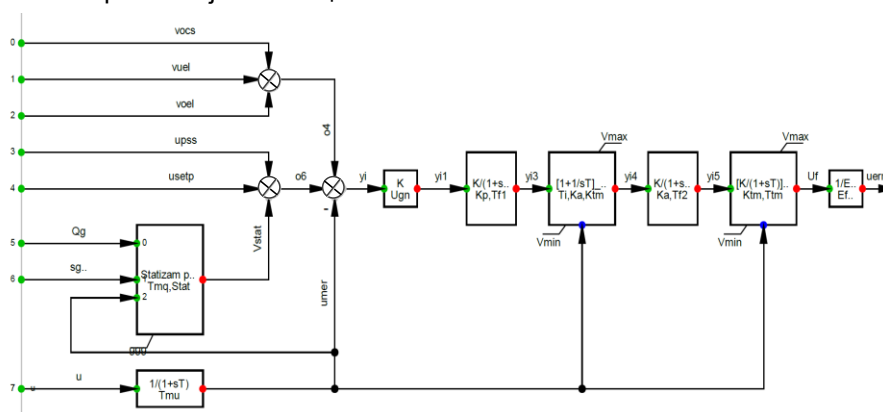 0
vocs
1
vuel
2
voel
3
upss
4
usetp
5
Qg
6
sg..
7
u
o4
o6
-
Vstat
umer
0
1
2
Statizam p..
Tmq,Stat
ggg
1/(1+sT)
Tmu
yi
K
Ugn
yi1
K/(1+s..
Kp,Tf1
yi3
Vmax
[1+1/sT]_..
Ti,Ka,Ktm
Vmin
yi4
K/(1+s..
Ka,Tf2
yi5
Vmax
[K/(1+sT)]..
Ktm,Ttm
Vmin
Uf
1/E..
Ef..
uerr